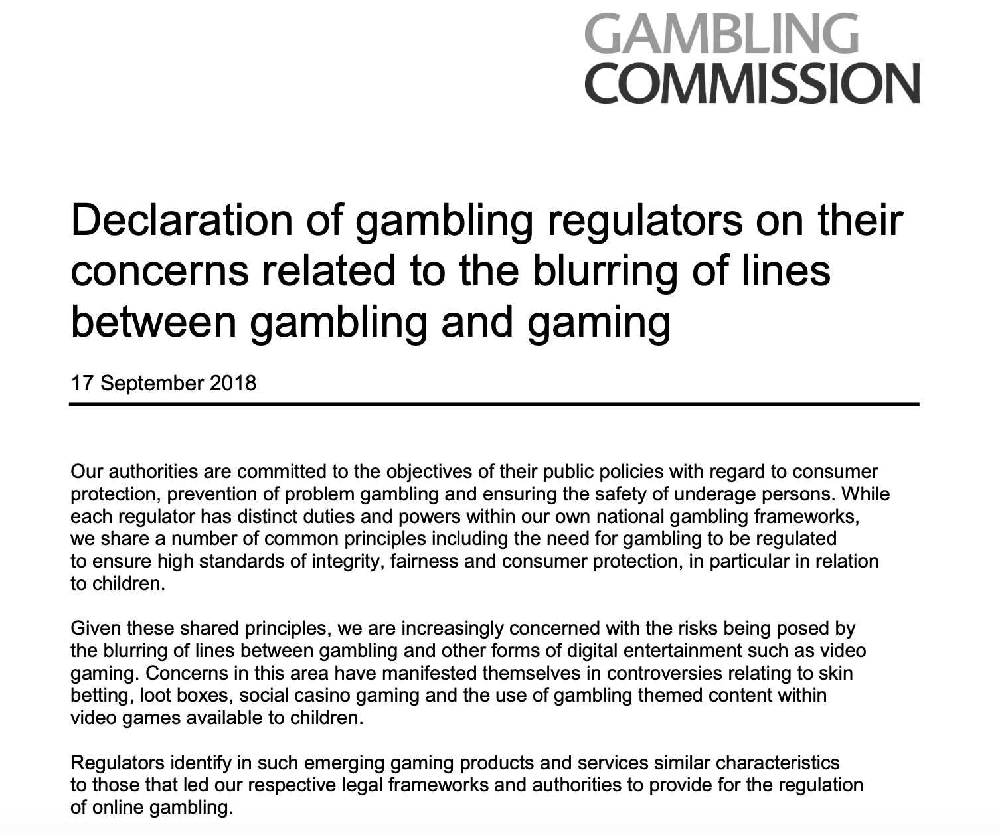 GAMBLING
COMMISSION
Declaration of gambling regulators on their
concerns related to the blurring of lines
between gambling and gaming
17 September 2018
Our authorities are committed to the objectives of their public policies with regard to consumer
protection, prevention of problem gambling and ensuring the safety of underage persons. While
each regulator has distinct duties and powers within our own national gambling frameworks,
we share a number of common principles including the need for gambling to be regulated
to ensure high standards of integrity, fairness and consumer protection, in particular in relation
to children.
Given these shared principles, we are increasingly concerned with the risks being posed by
the blurring of lines between gambling and other forms of digital entertainment such as video
gaming. Concerns in this area have manifested themselves in controversies relating to skin
betting, loot boxes, social casino gaming and the use of gambling themed content within
video games available to children.
Regulators identify in such emerging gaming products and services similar characteristics
to those that led our respective legal frameworks and authorities to provide for the regulation
of online gambling.